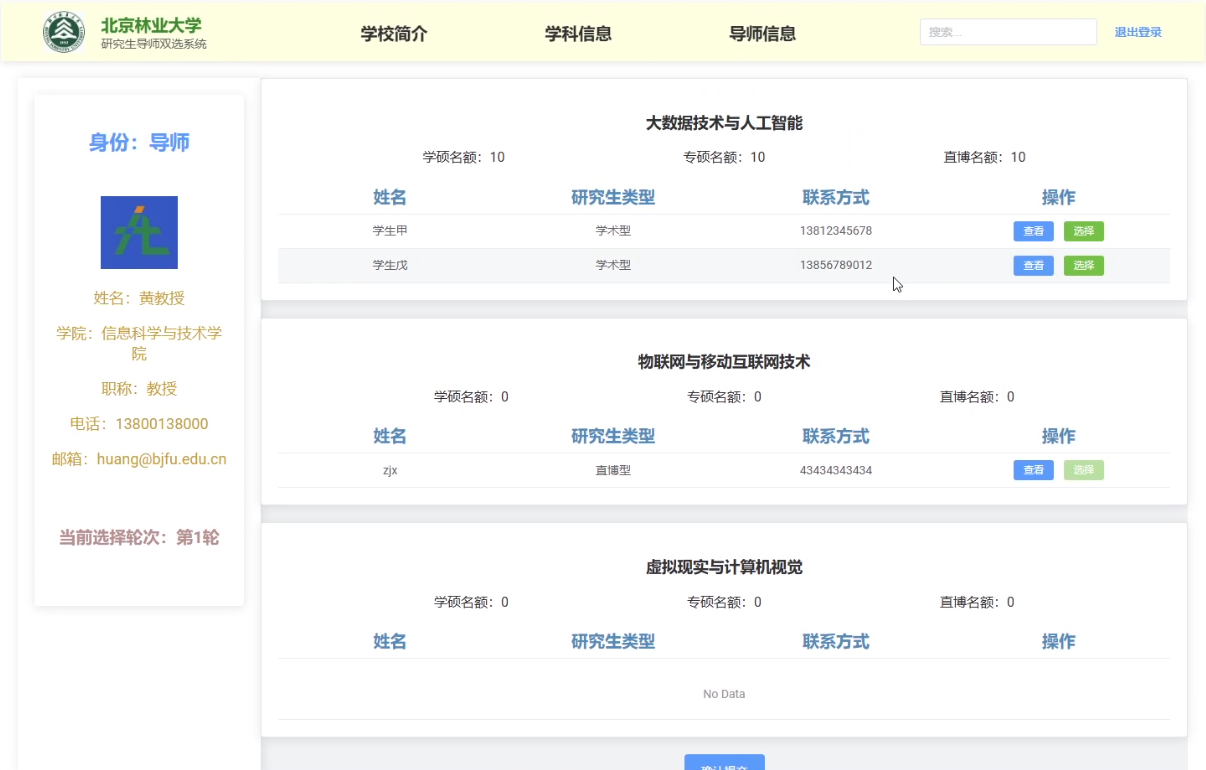 北京林业大学
研究生导师双选系统
学校简介 学科信息 导师信息 搜索... 退出登录
身份：导师
姓名：黄教授
学院：信息科学与技术学
院
职称：教授
电话：13800138000
邮箱：huang@bjfu.edu.cn
当前选择轮次：第1轮
大数据技术与人工智能
学硕名额：10 专硕名额：10 直博名额：10
姓名 研究生类型 联系方式 操作
学生甲 学术型 13812345678 查看 选择
学生戊 学术型 13856789012 查看 选择
物联网与移动互联网技术
学硕名额：0 专硕名额：0 直博名额：0
姓名 研究生类型 联系方式 操作
zjx 直博型 43434343434 查看 选择
虚拟现实与计算机视觉
学硕名额：0 专硕名额：0 直博名额：0
姓名 研究生类型 联系方式 操作
No Data
确认提交